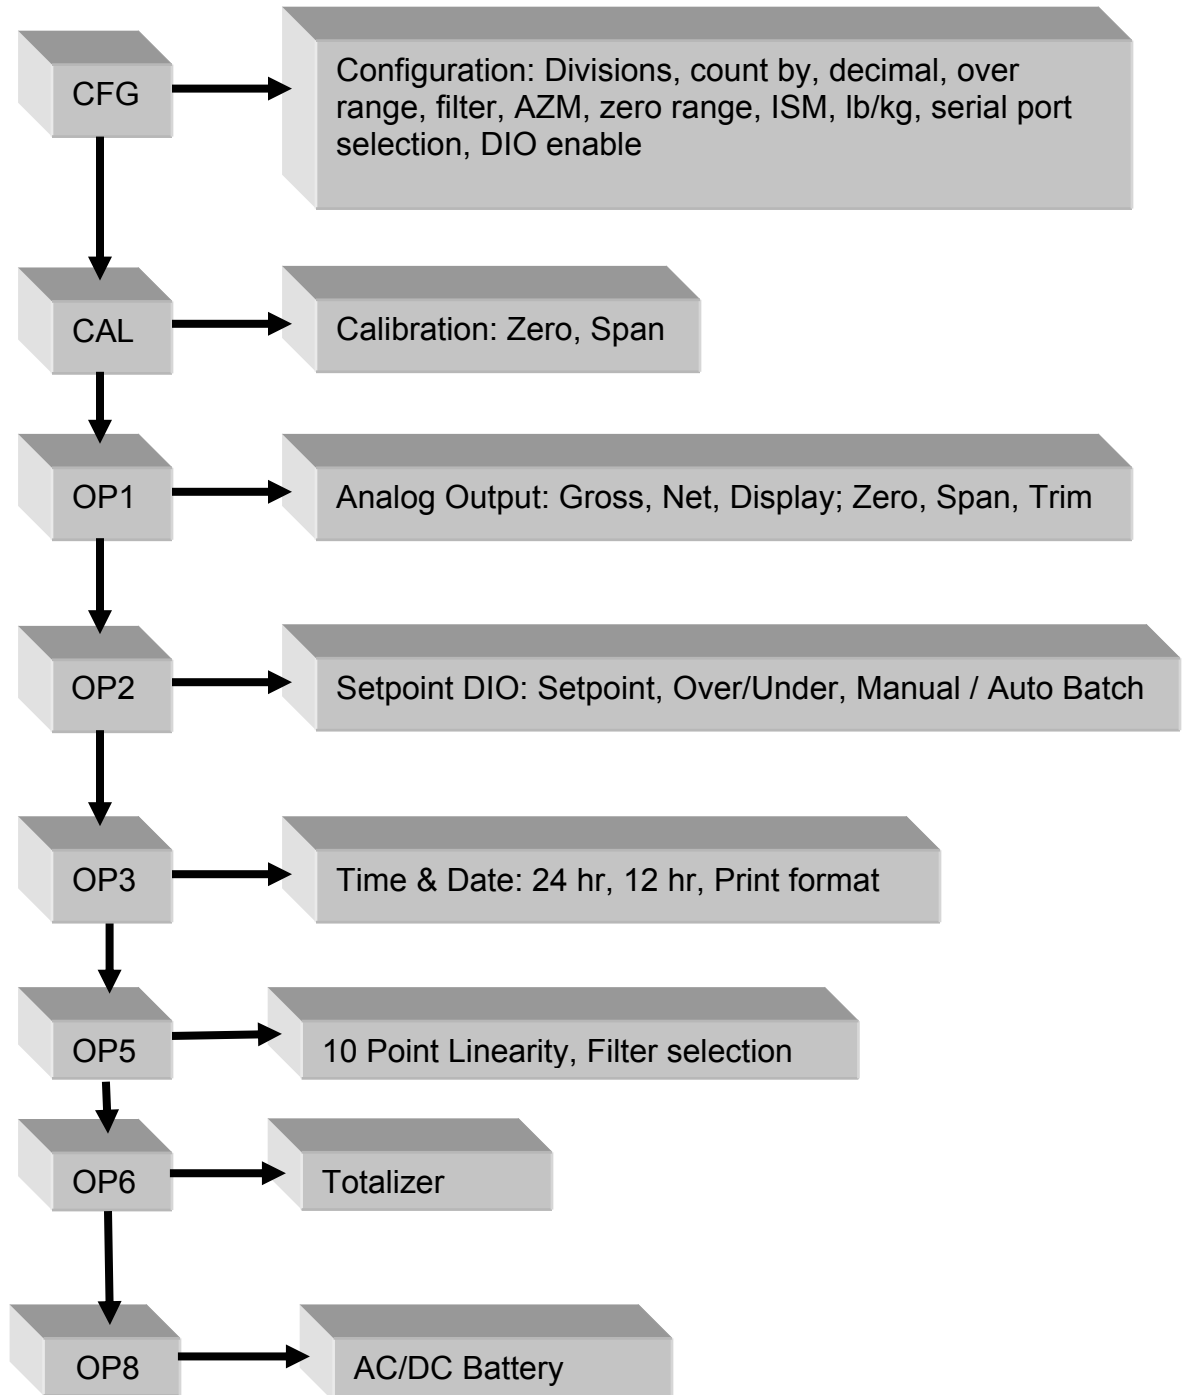 CFG
Configuration: Divisions, count by, decimal, over
range, filter, AZM, zero range, ISM, lb/kg, serial port
selection, DIO enable
CAL
Calibration: Zero, Span
OP1
Analog Output: Gross, Net, Display; Zero, Span, Trim
OP2
Setpoint DIO: Setpoint, Over/Under, Manual / Auto Batch
OP3
Time & Date: 24 hr, 12 hr, Print format
OP5
10 Point Linearity, Filter selection
OP6
Totalizer
OP8
AC/DC Battery